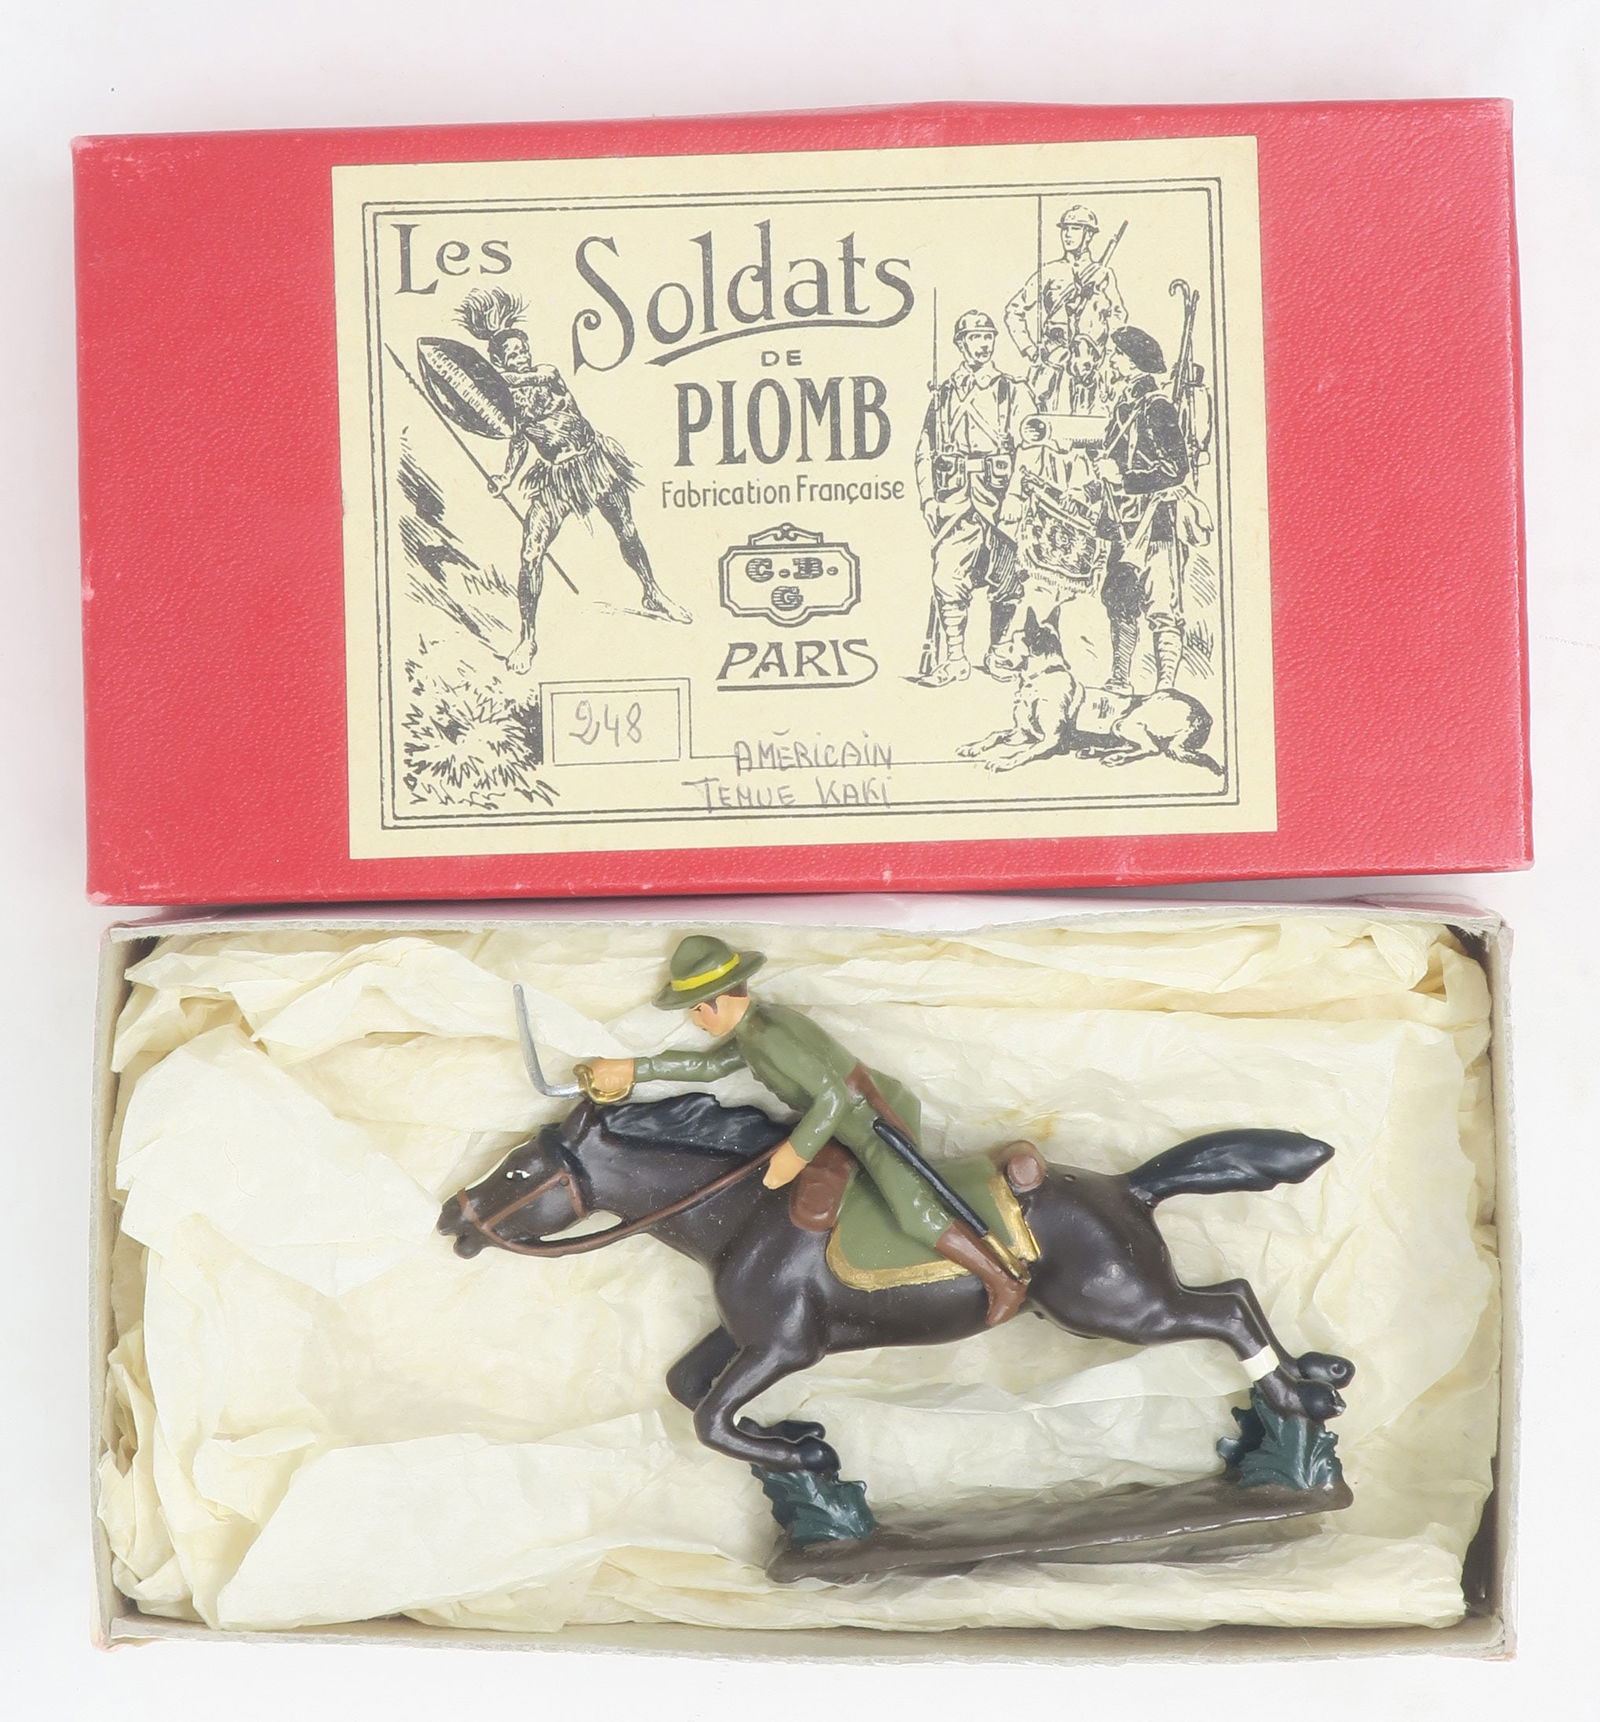 Les
Soldats
DE
PLOMB
Fabrication Française
C.B.
G
PARIS
248
AMÉRICAIN
TENUE KAKI